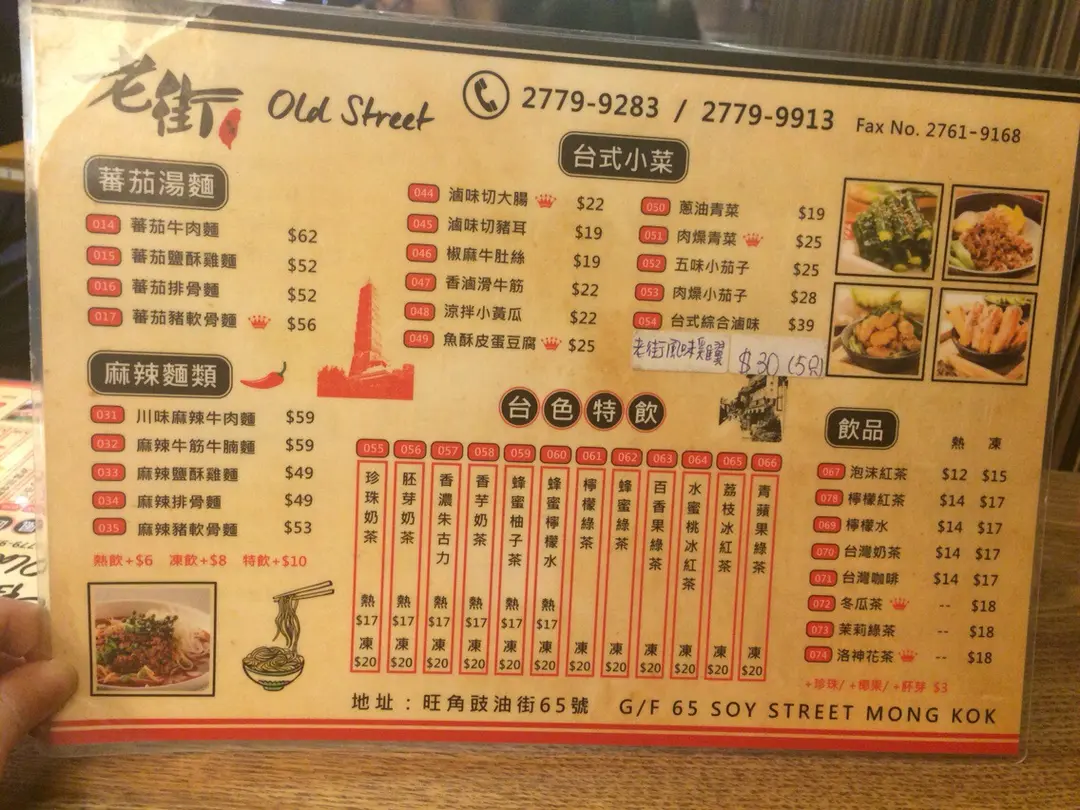 老街 Old Street 2779-9283 / 2779-9913 Fax No. 2761-9168
蕃茄湯麵
014 蕃茄牛肉麵 $62
015 蕃茄鹽酥雞麵 $52
016 蕃茄排骨麵 $52
017 蕃茄豬軟骨麵 $56
麻辣麵類
031 川味麻辣牛肉麵 $59
032 麻辣牛筋牛腩麵 $59
033 麻辣鹽酥雞麵 $49
034 麻辣排骨麵 $49
035 麻辣豬軟骨麵 $53
熱飲+$6 凍飲+$8 特飲+$10
台式小菜
044 滷味切大腸 $22
045 滷味切豬耳 $19
046 椒麻牛肚絲 $19
047 香滷滑牛筋 $22
048 涼拌小黃瓜 $22
049 魚酥皮蛋豆腐 $25
050 蔥油青菜 $19
051 肉燥青菜 $25
052 五味小茄子 $25
053 肉燥小茄子 $28
054 台式綜合滷味 $39
老街風味雞翼 $30 (5只)
台色特飲
055 珍珠奶茶 熱 $17 凍 $20
056 胚芽奶茶 熱 $17 凍 $20
057 香濃朱古力 熱 $17 凍 $20
058 香芋奶茶 熱 $17 凍 $20
059 蜂蜜柚子茶 熱 $17 凍 $20
060 蜂蜜檸檬水 熱 $17 凍 $20
061 檸檬綠茶 凍 $20
062 蜂蜜綠茶 凍 $20
063 百香果綠茶 凍 $20
064 水蜜桃冰紅茶 凍 $20
065 荔枝冰紅茶 凍 $20
066 青蘋果綠茶 凍 $20
飲品 熱 凍
067 泡沫紅茶 $12 $15
078 檸檬紅茶 $14 $17
069 檸檬水 $14 $17
070 台灣奶茶 $14 $17
071 台灣咖啡 $14 $17
072 冬瓜茶 -- $18
073 茉莉綠茶 -- $18
074 洛神花茶 -- $18
+珍珠/ +椰果/ +胚芽 $3
地址：旺角豉油街65號 G/F 65 SOY STREET MONG KOK